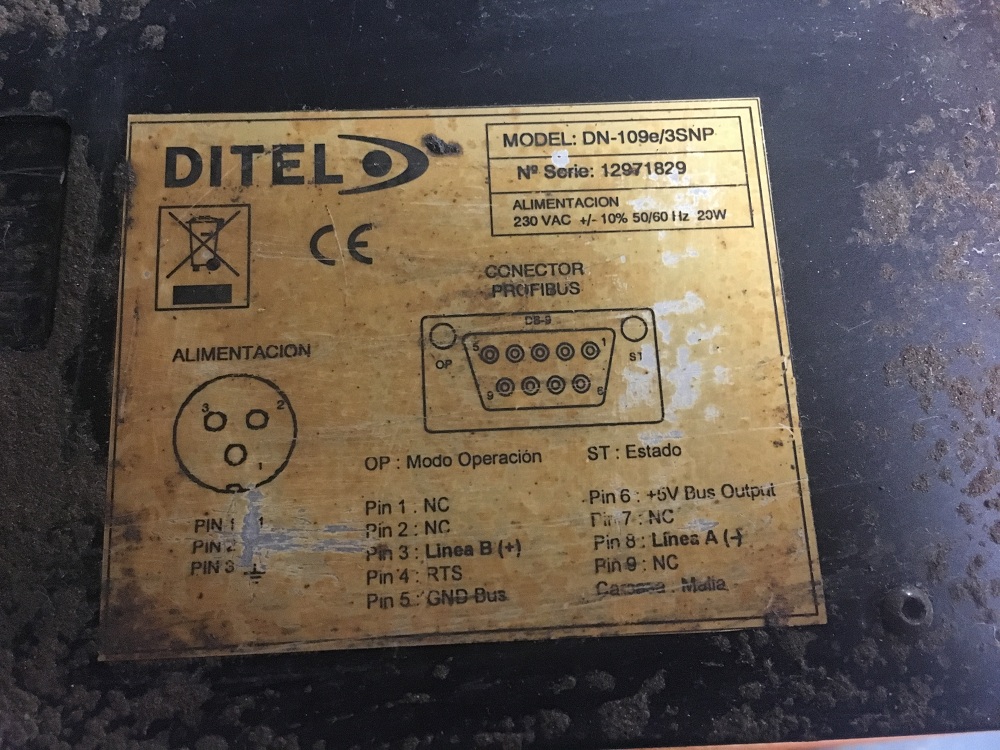 DITEL
MODEL: DN-109e/3SNP
Nº Serie: 12971829
ALIMENTACION
230 VAC +/- 10% 50/60 Hz 20W
CE
CONECTOR
PROFIBUS
DB-9
5 1
OP ST
9 6
ALIMENTACION
3 2
1
OP : Modo Operación ST : Estado
PIN 1
PIN 2
PIN 3
Pin 1 : NC
Pin 2 : NC
Pin 3 : Linea B (+)
Pin 4 : RTS
Pin 5 : GND Bus
Pin 6 : +5V Bus Output
Pin 7 : NC
Pin 8 : Línea A (-)
Pin 9 : NC
Carcasa : Malla